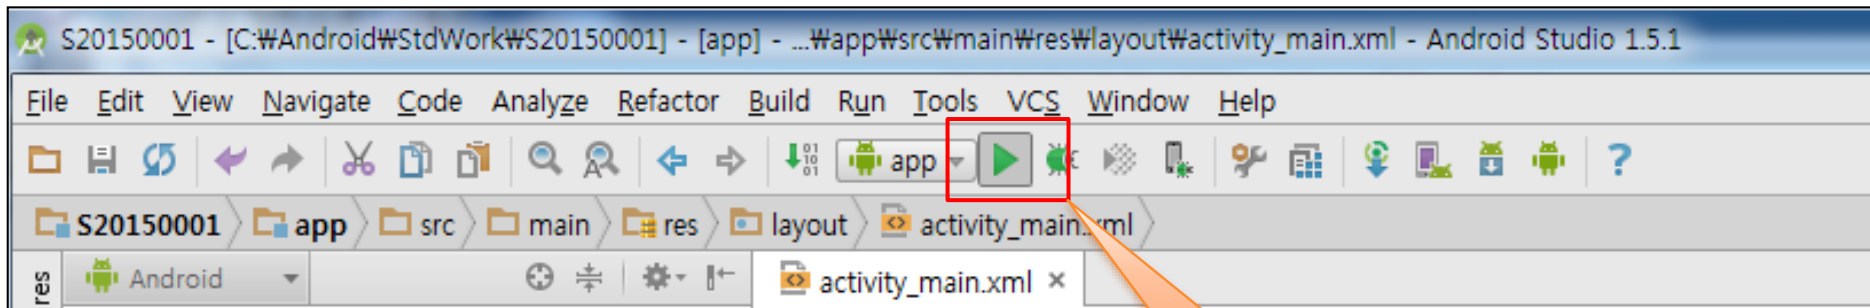 S20150001 - [C:₩Android₩StdWork₩S20150001] - [app] - ...₩app₩src₩main₩res₩layout₩activity_main.xml - Android Studio 1.5.1
File Edit View Navigate Code Analyze Refactor Build Run Tools VCS Window Help
app
S20150001 app src main res layout activity_main.xml
res Android activity_main.xml